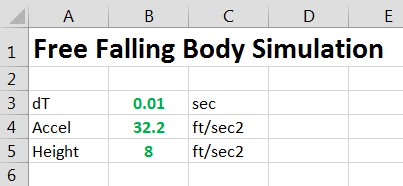 A B C D E
1 Free Falling Body Simulation
2
3 dT 0.01 sec
4 Accel 32.2 ft/sec2
5 Height 8 ft/sec2
6